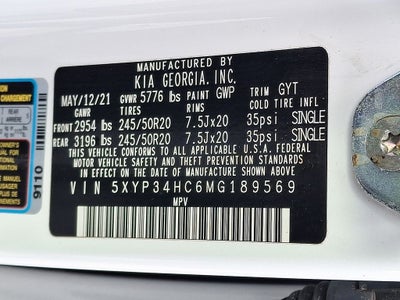 MANUFACTURED BY
KIA GEORGIA, INC.
MAY/12/21 GVWR 5776 lbs PAINT GWP TRIM GYT
GAWR TIRES RIMS COLD TIRE INFL.
FRONT 2954 lbs 245/50R20 7.5Jx20 35psi SINGLE
REAR 3196 lbs 245/50R20 7.5Jx20 35psi SINGLE
THIS VEHICLE CONFORMS TO ALL APPLICABLE FEDERAL
MOTOR VEHICLE SAFETY, BUMPER, AND THEFT PREVENTION
STANDARDS IN EFFECT ON THE DATE OF MANUFACTURE SHOWN ABOVE.
VIN 5XYP34HC6MG189569
MPV
9110